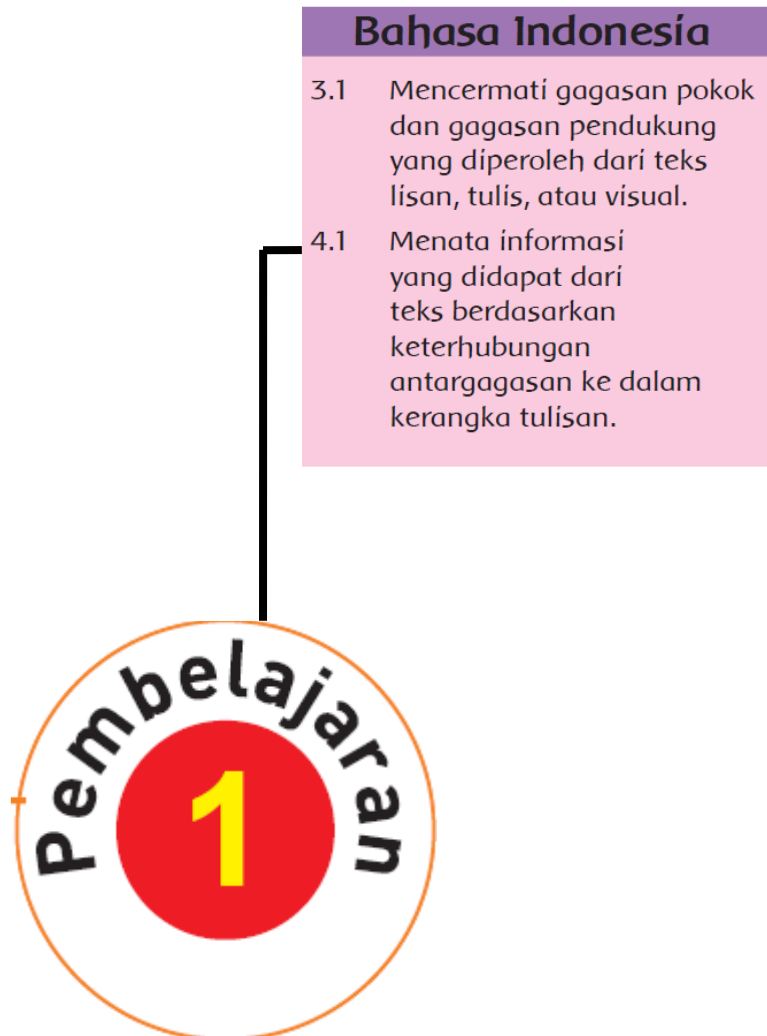 Bahasa Indonesia
3.1 Mencermati gagasan pokok
dan gagasan pendukung
yang diperoleh dari teks
lisan, tulis, atau visual.
4.1 Menata informasi
yang didapat dari
teks berdasarkan
keterhubungan
antargagasan ke dalam
kerangka tulisan.
Pembelajaran
1